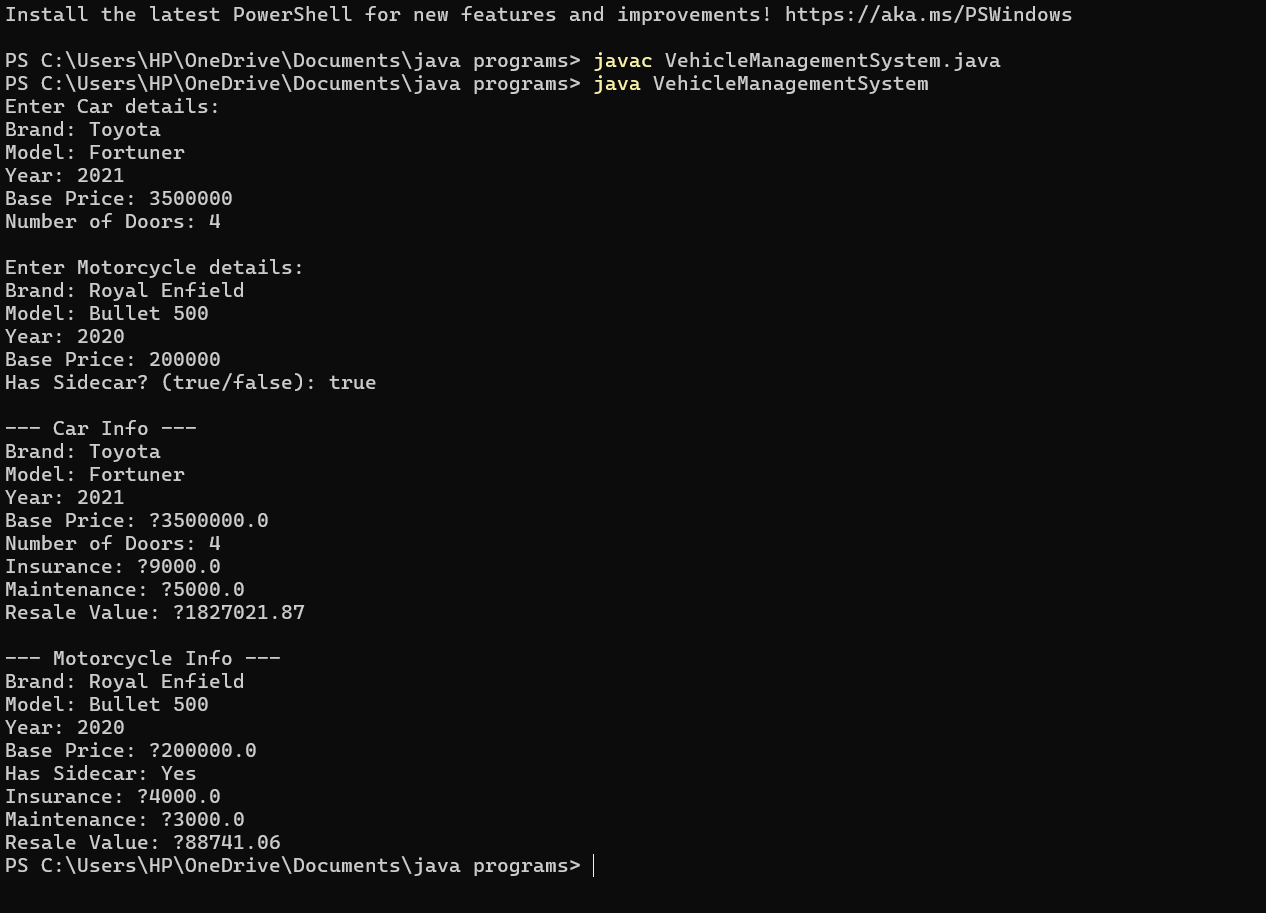 Install the latest PowerShell for new features and improvements! https://aka.ms/PSWindows
PS C:\Users\HP\OneDrive\Documents\java programs> javac VehicleManagementSystem.java
PS C:\Users\HP\OneDrive\Documents\java programs> java VehicleManagementSystem
Enter Car details:
Brand: Toyota
Model: Fortuner
Year: 2021
Base Price: 3500000
Number of Doors: 4
Enter Motorcycle details:
Brand: Royal Enfield
Model: Bullet 500
Year: 2020
Base Price: 200000
Has Sidecar? (true/false): true
--- Car Info ---
Brand: Toyota
Model: Fortuner
Year: 2021
Base Price: ?3500000.0
Number of Doors: 4
Insurance: ?9000.0
Maintenance: ?5000.0
Resale Value: ?1827021.87
--- Motorcycle Info ---
Brand: Royal Enfield
Model: Bullet 500
Year: 2020
Base Price: ?200000.0
Has Sidecar: Yes
Insurance: ?4000.0
Maintenance: ?3000.0
Resale Value: ?88741.06
PS C:\Users\HP\OneDrive\Documents\java programs>